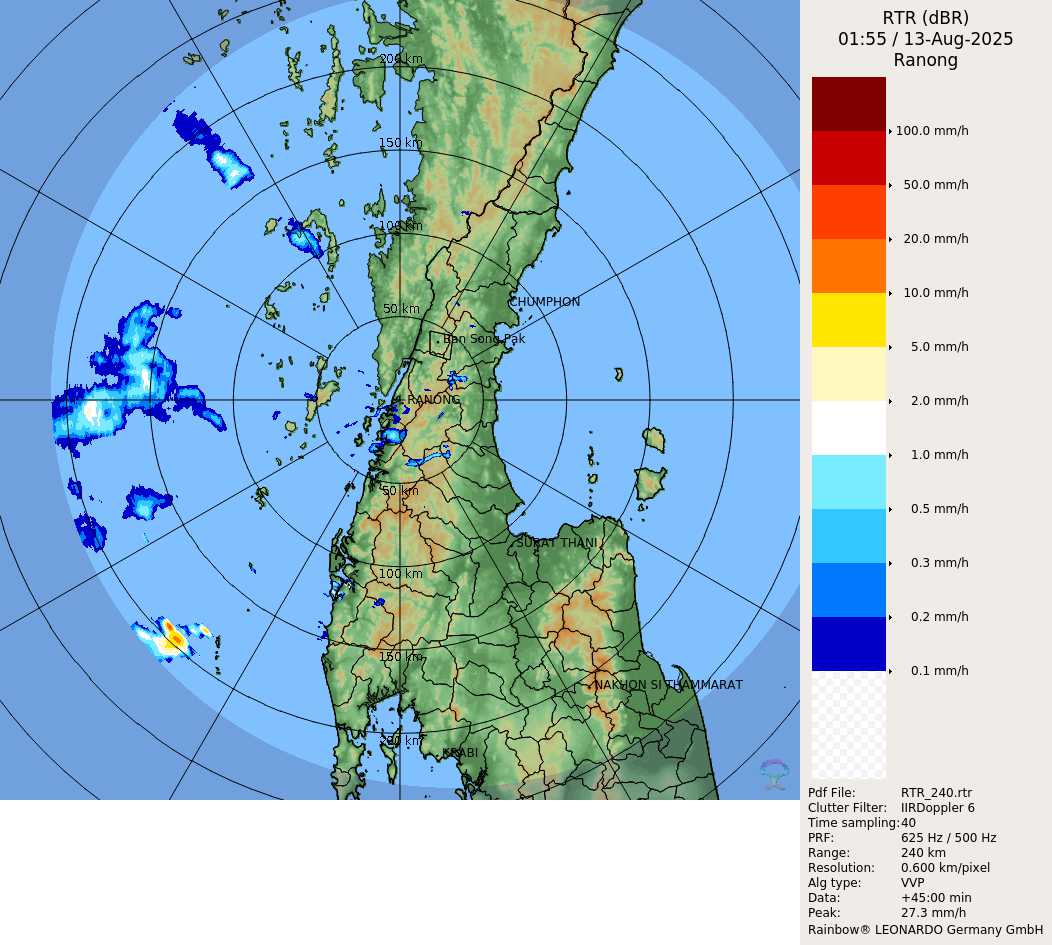 RTR (dBR)
01:55 / 13-Aug-2025
Ranong
200 km
150 km
100 km
50 km
CHUMPHON
Ban Song Pak
RANONG
50 km
SURAT THANI
100 km
150 km
NAKHON SI THAMMARAT
200 km
KRABI
100.0 mm/h
50.0 mm/h
20.0 mm/h
10.0 mm/h
5.0 mm/h
2.0 mm/h
1.0 mm/h
0.5 mm/h
0.3 mm/h
0.2 mm/h
0.1 mm/h
Pdf File: RTR_240.rtr
Clutter Filter: IIRDoppler 6
Time sampling:40
PRF: 625 Hz / 500 Hz
Range: 240 km
Resolution: 0.600 km/pixel
Alg type: VVP
Data: +45:00 min
Peak: 27.3 mm/h
Rainbow® LEONARDO Germany GmbH